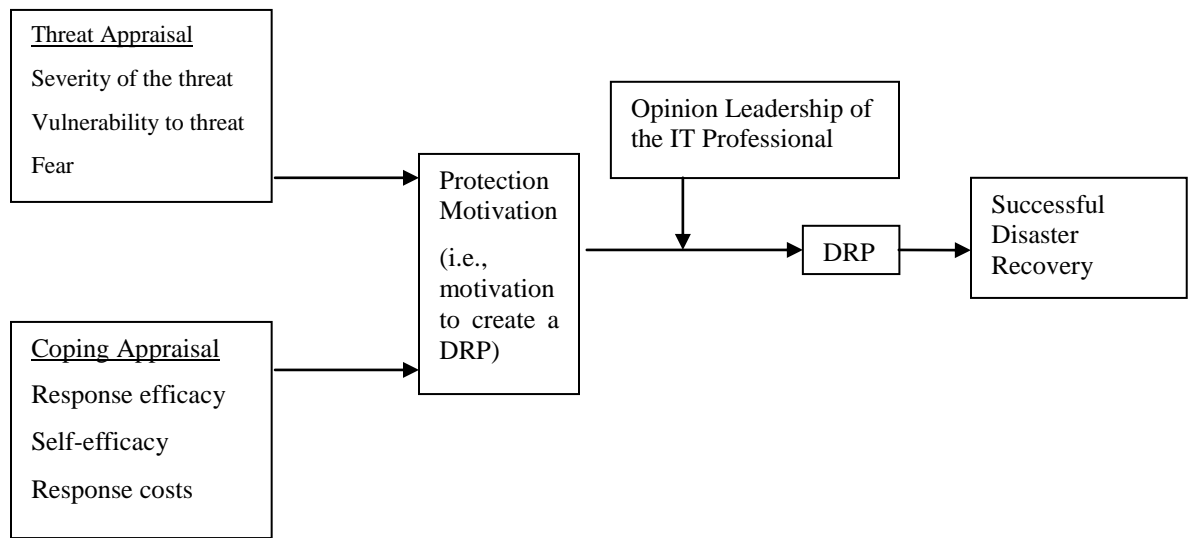 Threat Appraisal
Severity of the threat
Vulnerability to threat
Fear
Coping Appraisal
Response efficacy
Self-efficacy
Response costs
Protection
Motivation
(i.e.,
motivation
to create a
DRP)
Opinion Leadership of
the IT Professional
DRP
Successful
Disaster
Recovery